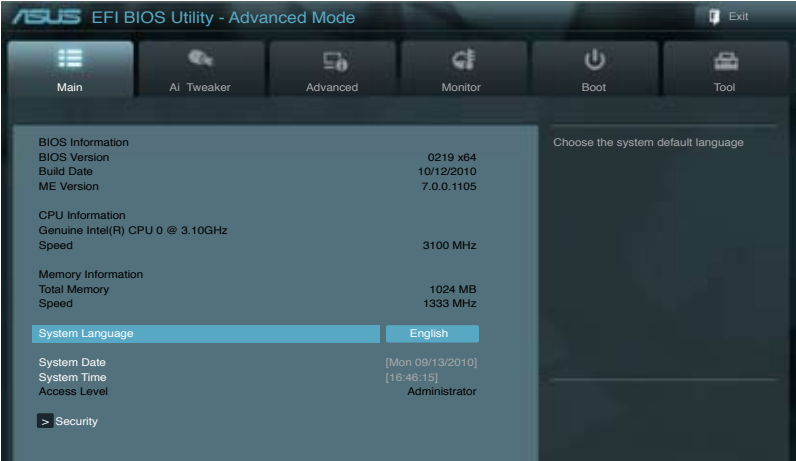 ASUS EFI BIOS Utility - Advanced Mode Exit
Main Ai Tweaker Advanced Monitor Boot Tool
BIOS Information
BIOS Version 0219 x64
Build Date 10/12/2010
ME Version 7.0.0.1105
CPU Information
Genuine Intel(R) CPU 0 @ 3.10GHz
Speed 3100 MHz
Memory Information
Total Memory 1024 MB
Speed 1333 MHz
System Language English
System Date [Mon 09/13/2010]
System Time [16:46:15]
Access Level Administrator
> Security
Choose the system default language